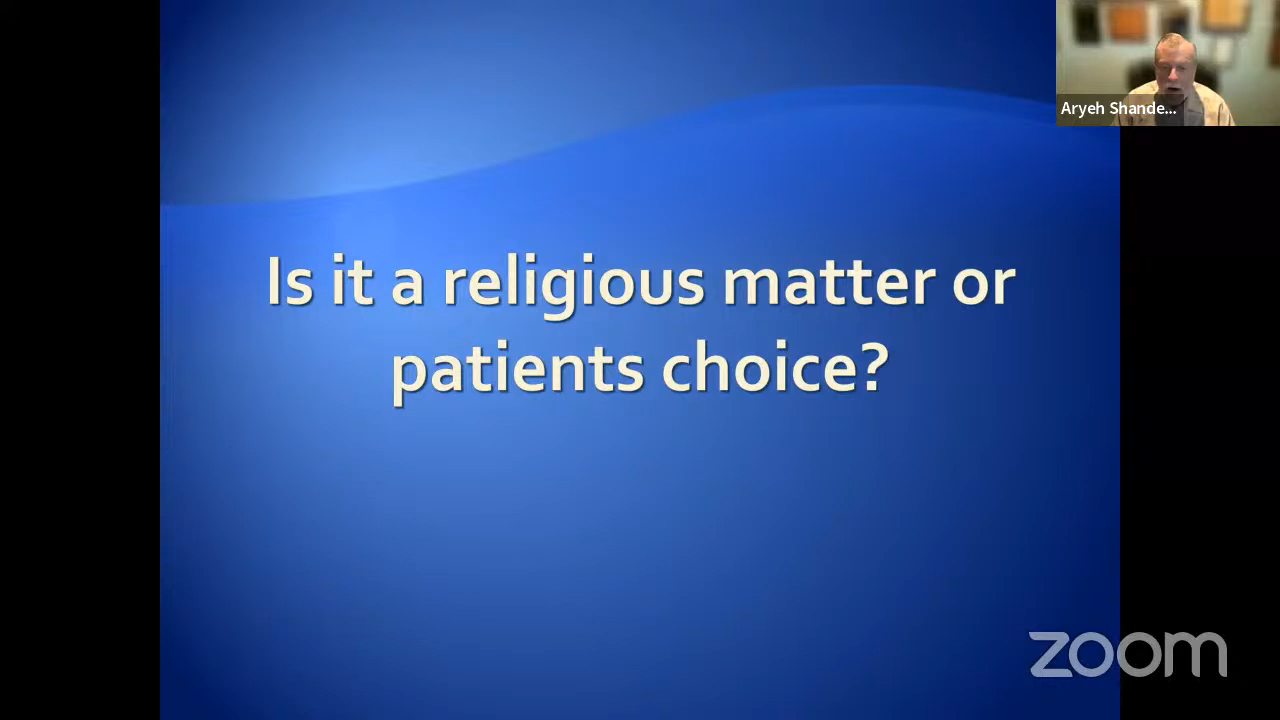 Aryeh Shande...
Is it a religious matter or
patients choice?
zoom